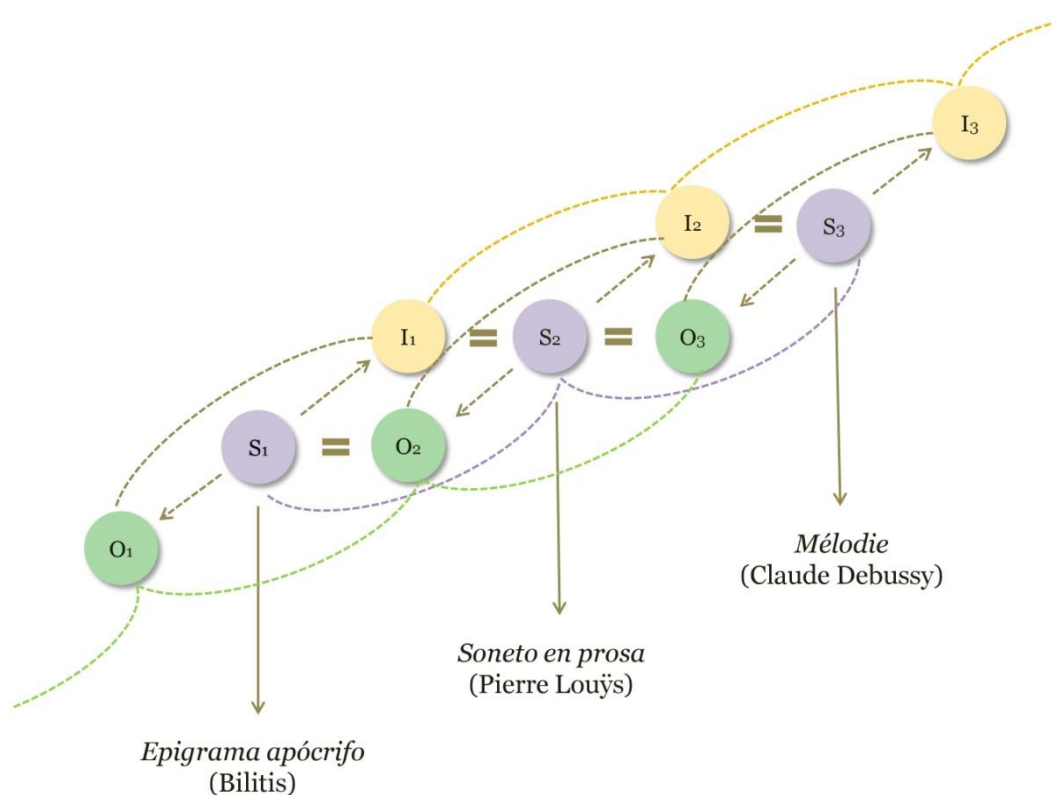 I₃
I₂ = S₃
I₁ = S₂ = O₃
S₁ = O₂
O₁
Mélodie
(Claude Debussy)
Soneto en prosa
(Pierre Louÿs)
Epigrama apócrifo
(Bilitis)